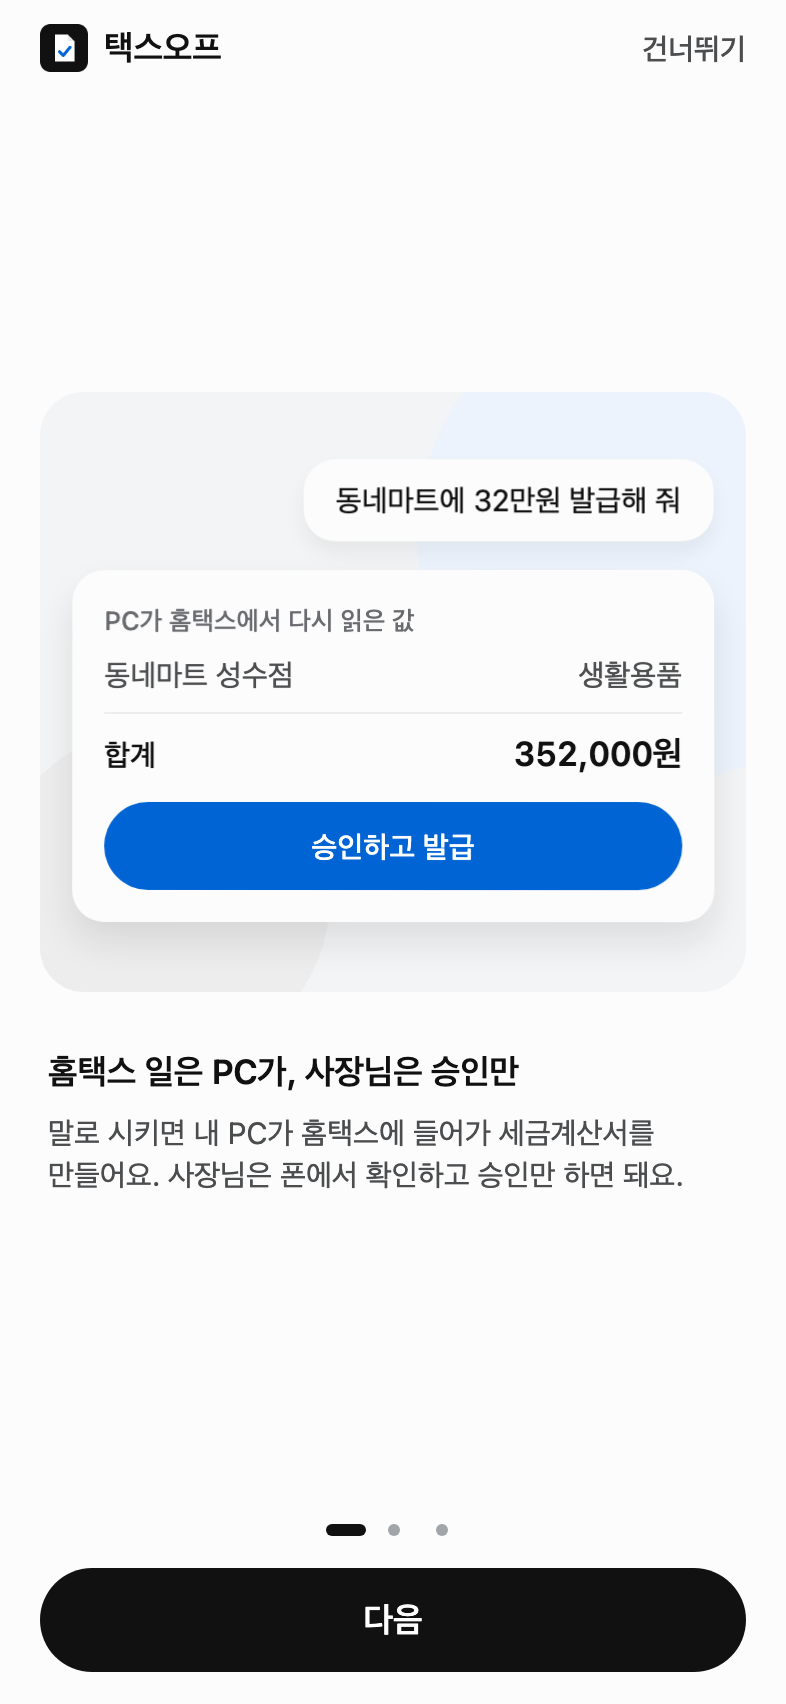 택스오프
건너뛰기
동네마트에 32만원 발급해 줘
PC가 홈택스에서 다시 읽은 값
동네마트 성수점 생활용품
합계 352,000원
승인하고 발급
홈택스 일은 PC가, 사장님은 승인만
말로 시키면 내 PC가 홈택스에 들어가 세금계산서를
만들어요. 사장님은 폰에서 확인하고 승인만 하면 돼요.
다음